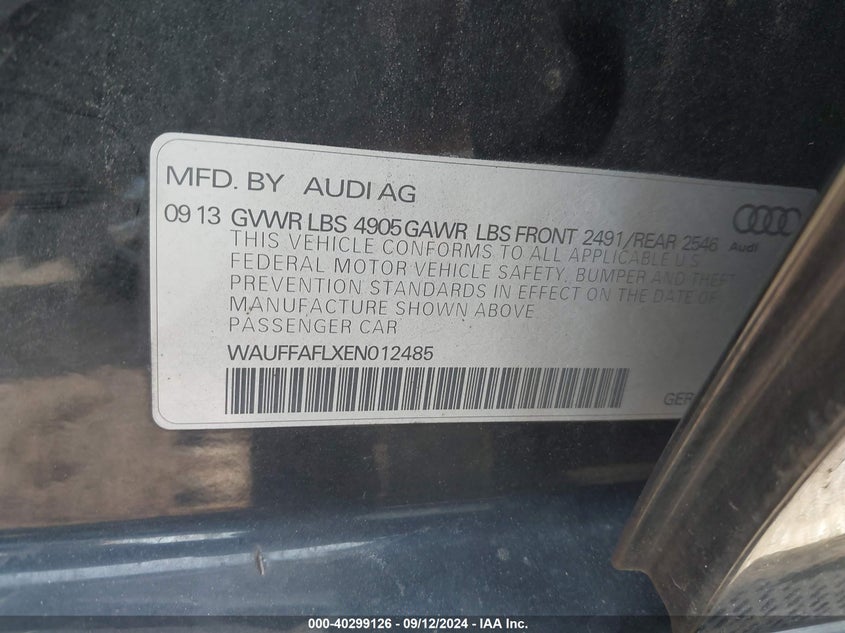 MFD. BY AUDI AG
09 13 GVWR LBS 4905 GAWR LBS FRONT 2491/REAR 2546
Audi
THIS VEHICLE CONFORMS TO ALL APPLICABLE U.S.
FEDERAL MOTOR VEHICLE SAFETY, BUMPER AND THEFT
PREVENTION STANDARDS IN EFFECT ON THE DATE OF
MANUFACTURE SHOWN ABOVE.
PASSENGER CAR
WAUFFAFLXEN012485
GER
000-40299126 - 09/12/2024 - IAA Inc.